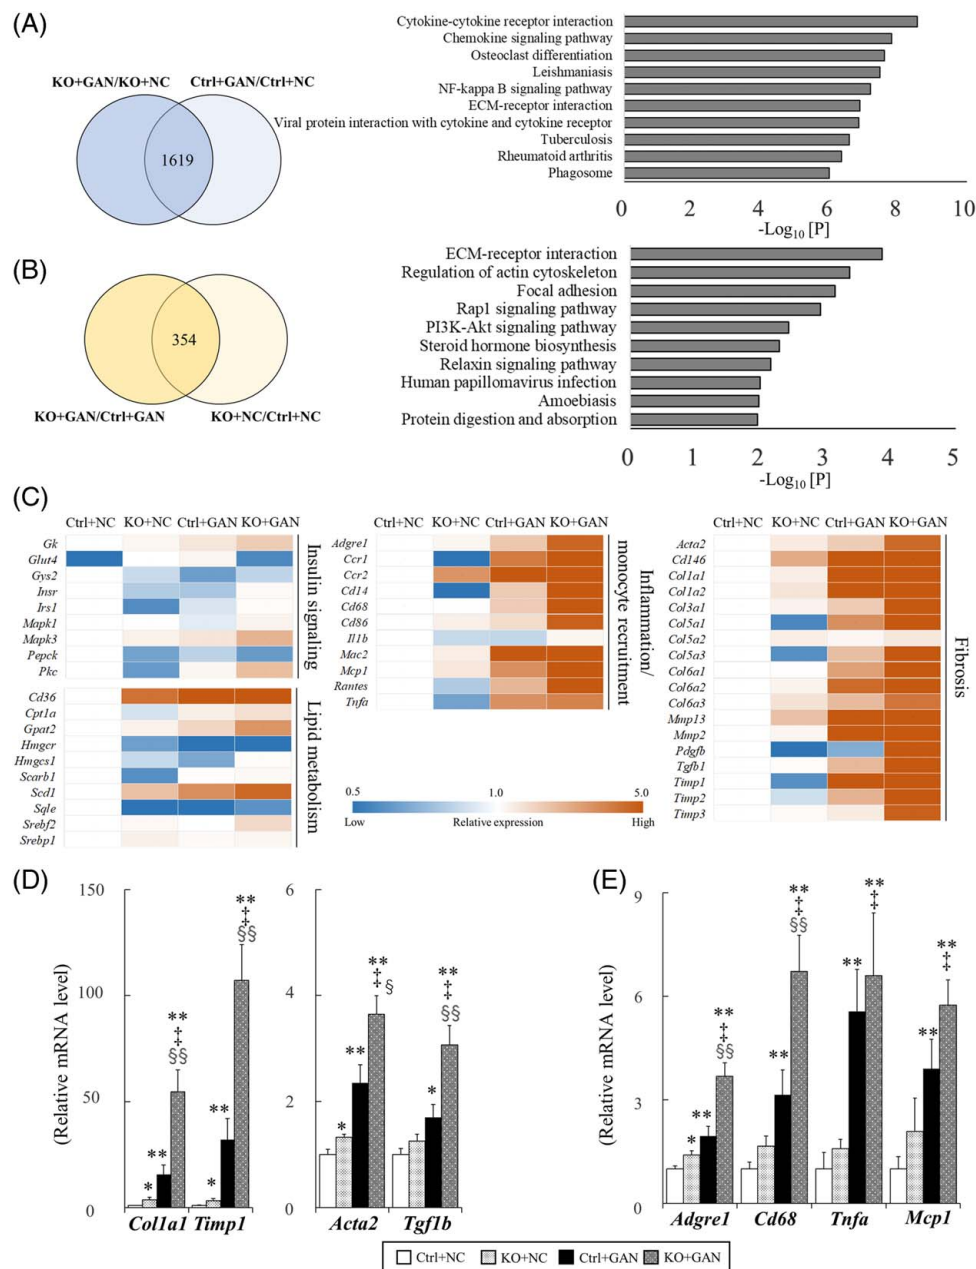 (A)
KO+GAN/KO+NC Ctrl+GAN/Ctrl+NC
1619
Cytokine-cytokine receptor interaction
Chemokine signaling pathway
Osteoclast differentiation
Leishmaniasis
NF-kappa B signaling pathway
ECM-receptor interaction
Viral protein interaction with cytokine and cytokine receptor
Tuberculosis
Rheumatoid arthritis
Phagosome
0 2 4 6 8 10
-Log10 [P]
(B)
354
KO+GAN/Ctrl+GAN KO+NC/Ctrl+NC
ECM-receptor interaction
Regulation of actin cytoskeleton
Focal adhesion
Rap1 signaling pathway
PI3K-Akt signaling pathway
Steroid hormone biosynthesis
Relaxin signaling pathway
Human papillomavirus infection
Amoebiasis
Protein digestion and absorption
0 1 2 3 4 5
-Log10 [P]
(C)
Ctrl+NC KO+NC Ctrl+GAN KO+GAN
Gk
Glut4
Gys2
Insr
Irs1
Mapk1
Mapk3
Pepck
Pkc
Insulin signaling
Cd36
Cpt1a
Gpat2
Hmgcr
Hmgcs1
Scarb1
Scd1
Sqle
Srebf2
Srebp1
Lipid metabolism
Ctrl+NC KO+NC Ctrl+GAN KO+GAN
Adgre1
Ccr1
Ccr2
Cd14
Cd68
Cd86
Il1b
Mac2
Mcp1
Rantes
Tnfa
Inflammation/
monocyte recruitment
0.5 1.0 5.0
Low Relative expression High
Ctrl+NC KO+NC Ctrl+GAN KO+GAN
Acta2
Cd146
Col1a1
Col1a2
Col3a1
Col5a1
Col5a2
Col5a3
Col6a1
Col6a2
Col6a3
Mmp13
Mmp2
Pdgfb
Tgfb1
Timp1
Timp2
Timp3
Fibrosis
(D)
(Relative mRNA level)
150
100
50
0
* ** ** ‡ §§
* ** ** ‡ §§
Col1a1 Timp1
6
4
2
0
* ** ** ‡ §
* ** ‡ §§
Acta2 Tgf1b
(E)
(Relative mRNA level)
9
6
3
0
* ** ** ‡ §§
** ** ‡ §§
** ** ‡
** ** ‡
Adgre1 Cd68 Tnfa Mcp1
Ctrl+NC KO+NC Ctrl+GAN KO+GAN